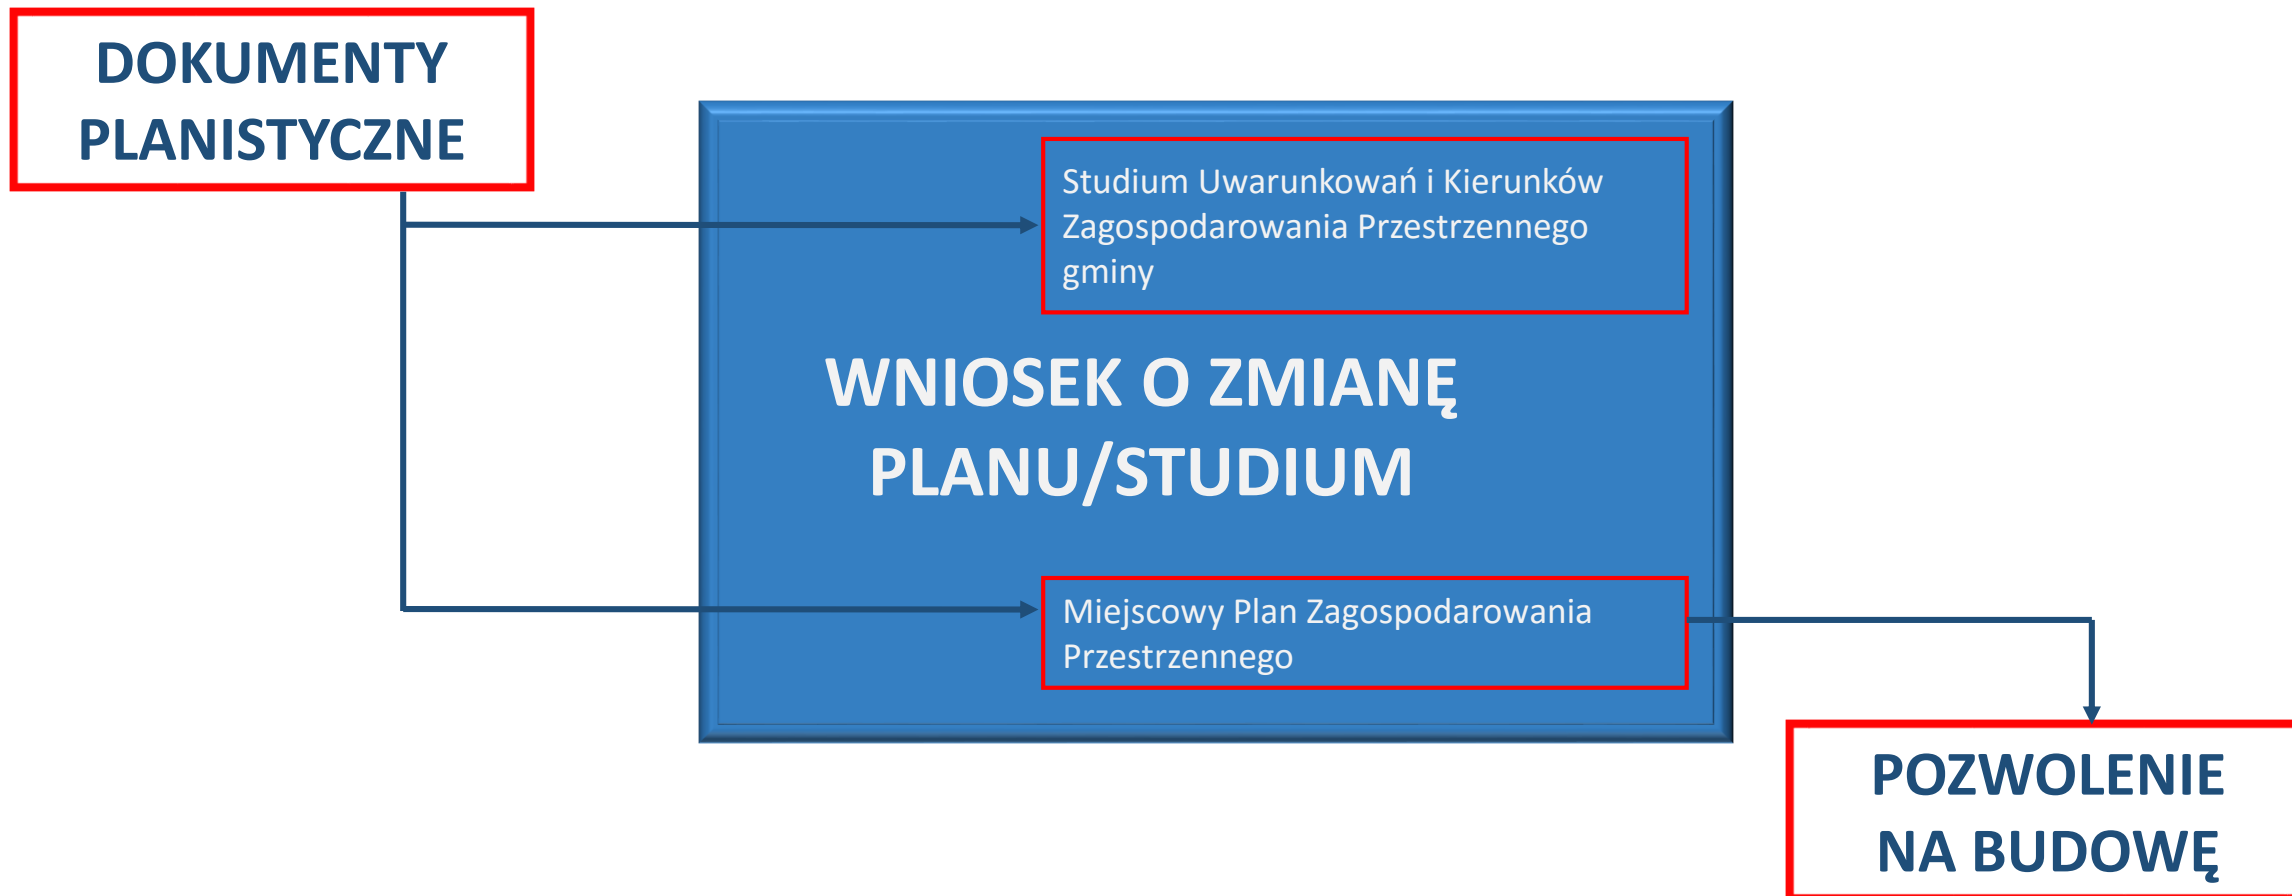 DOKUMENTY
PLANISTYCZNE
Studium Uwarunkowań i Kierunków
Zagospodarowania Przestrzennego
gminy
WNIOSEK O ZMIANĘ
PLANU/STUDIUM
Miejscowy Plan Zagospodarowania
Przestrzennego
POZWOLENIE
NA BUDOWĘ